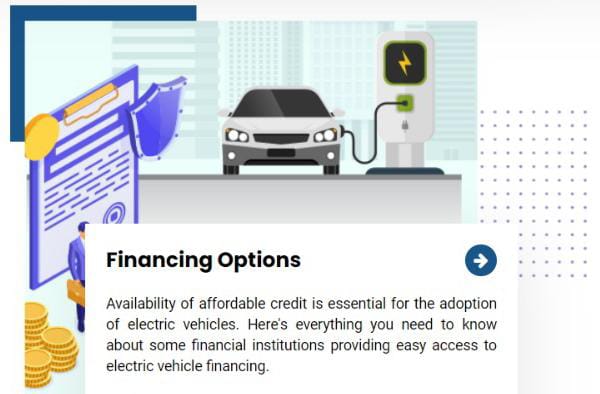 Financing Options
Availability of affordable credit is essential for the adoption
of electric vehicles. Here's everything you need to know
about some financial institutions providing easy access to
electric vehicle financing.